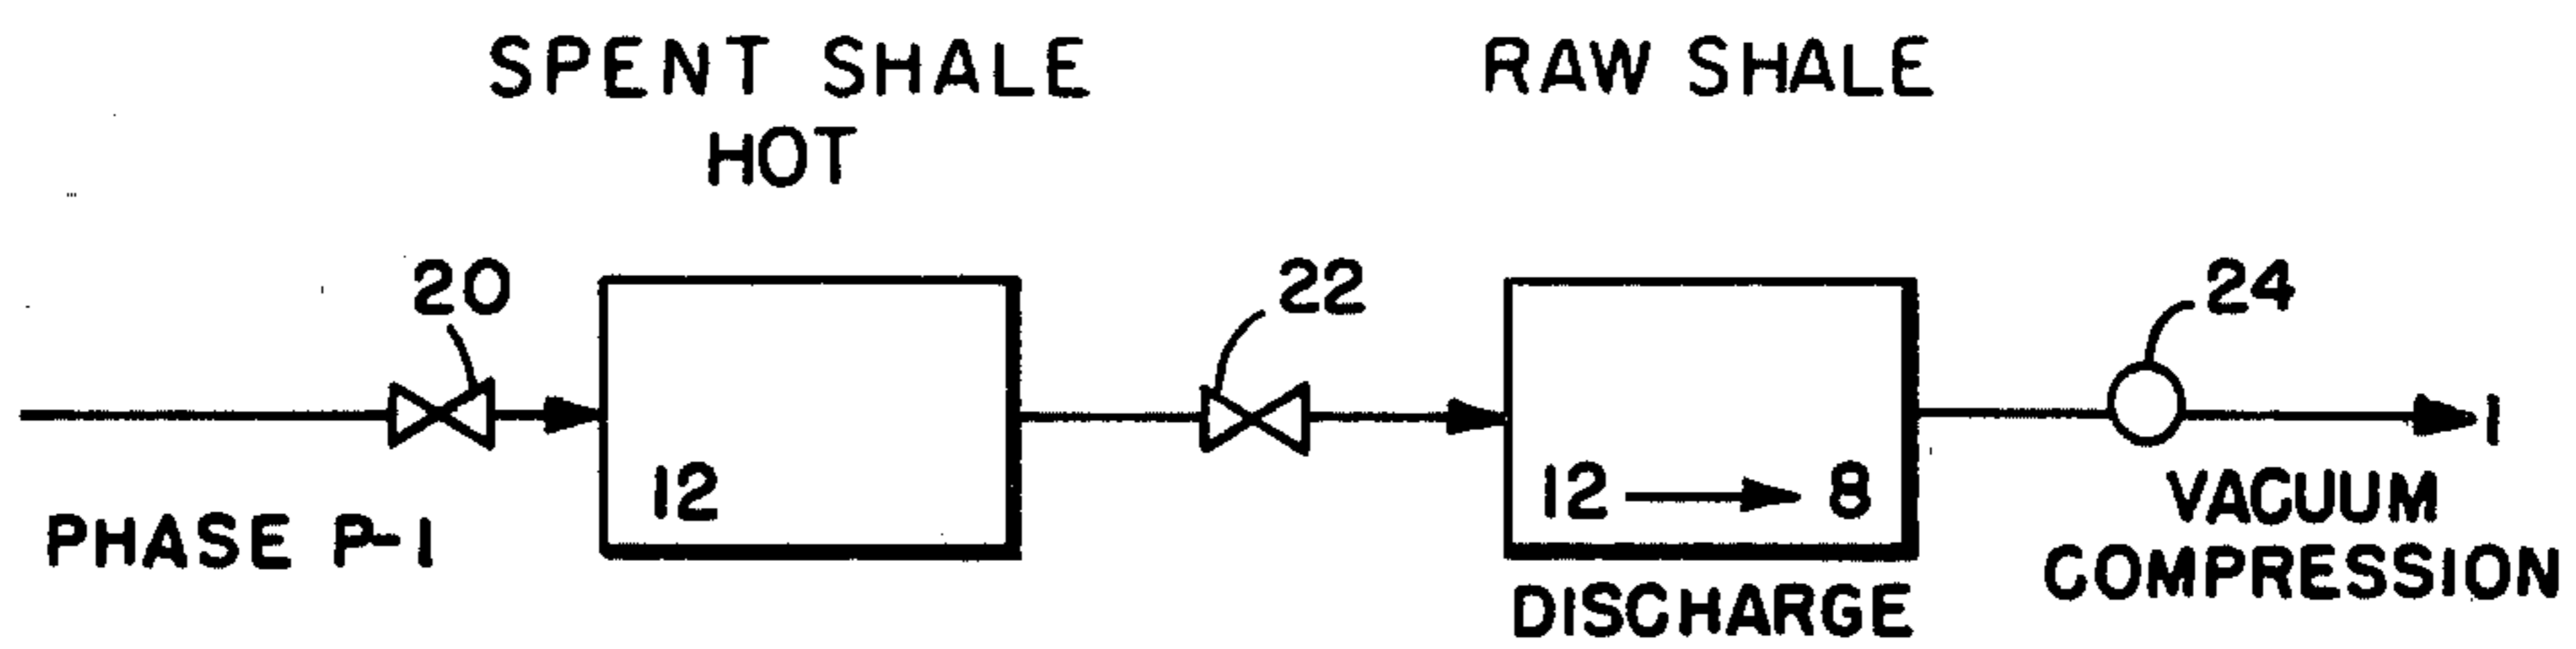 SPENT SHALE
HOT
RAW SHALE
20
22
24
12
12 → 8
1
PHASE P-1
DISCHARGE
VACUUM
COMPRESSION